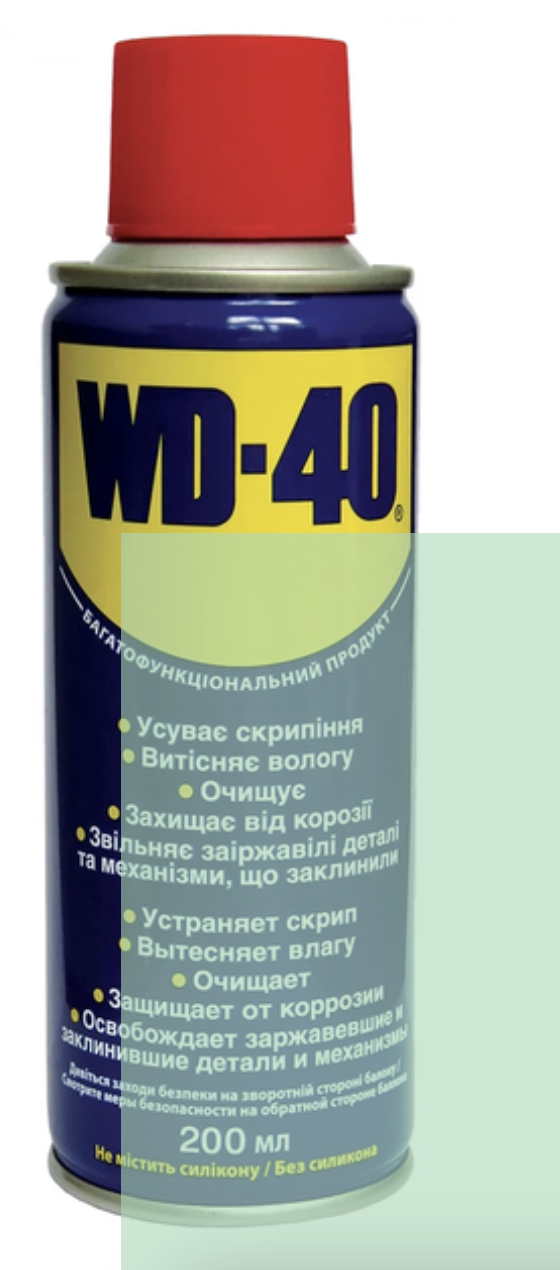 WD-40®
БАГАТОФУНКЦІОНАЛЬНИЙ ПРОДУКТ
• Усуває скрипіння
• Витісняє вологу
• Очищує
• Захищає від корозії
• Звільняє заіржавілі деталі
та механізми, що заклинили
• Устраняет скрип
• Вытесняет влагу
• Очищает
• Защищает от коррозии
• Освобождает заржавевшие и
заклинившие детали и механизмы
Дивіться заходи безпеки на зворотній стороні балону /
Смотрите меры безопасности на обратной стороне баллона
200 мл
Не містить силікону / Без силикона